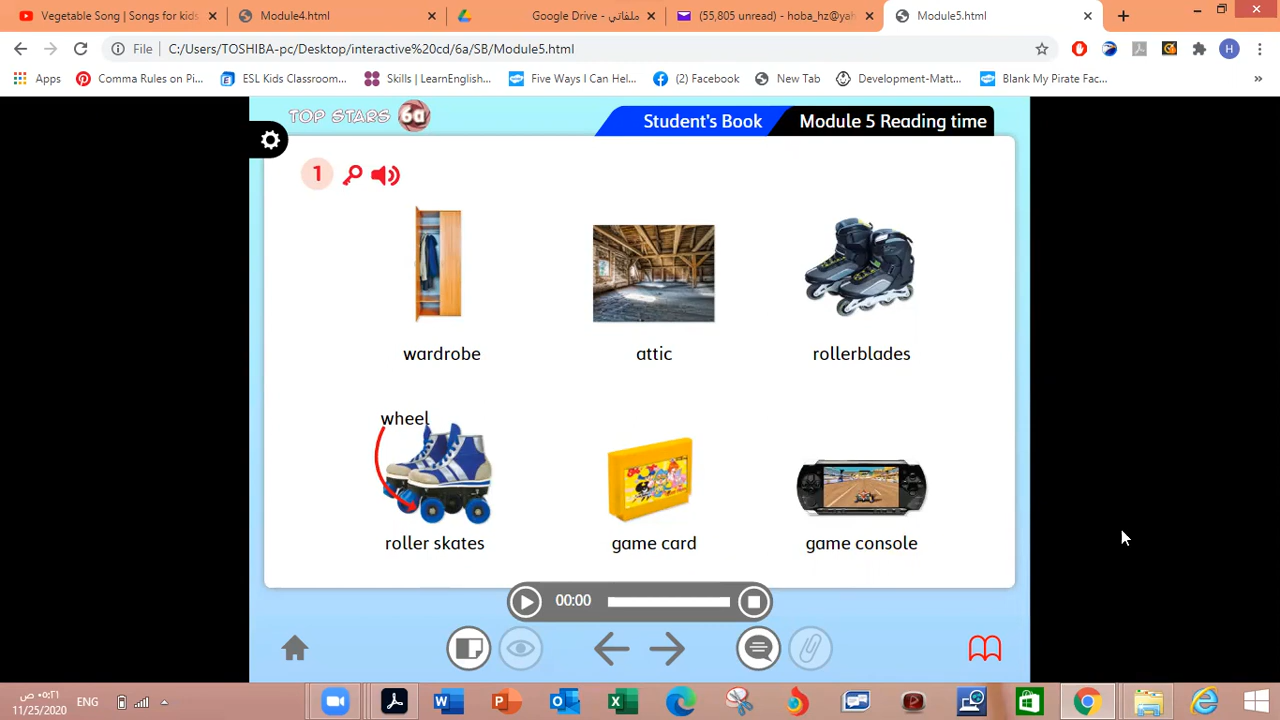 Vegetable Song | Songs for kids
Module4.html
Google Drive - ملفاتي
(55,805 unread) - hoba_hz@yah
Module5.html
File
C:/Users/TOSHIBA-pc/Desktop/interactive%20cd/6a/SB/Module5.html
H
Apps
Comma Rules on Pi...
ESL Kids Classroom...
Skills | LearnEnglish...
Five Ways I Can Hel...
(2) Facebook
New Tab
Development-Matt...
Blank My Pirate Fac...
»
TOP STARS 6a
Student's Book
Module 5 Reading time
1
wardrobe
attic
rollerblades
wheel
roller skates
game card
game console
00:00
٠٥:٢١ ص
11/25/2020
ENG